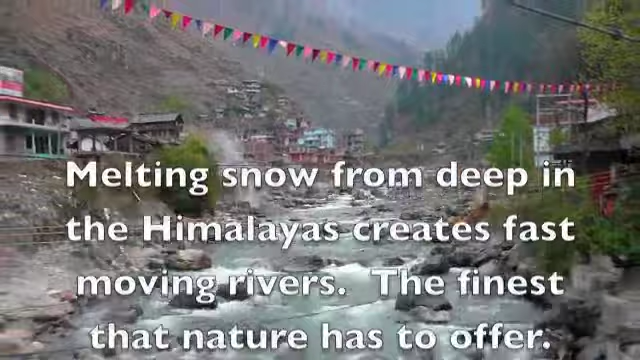 Melting snow from deep in
the Himalayas creates fast
moving rivers.  The finest
that nature has to offer.